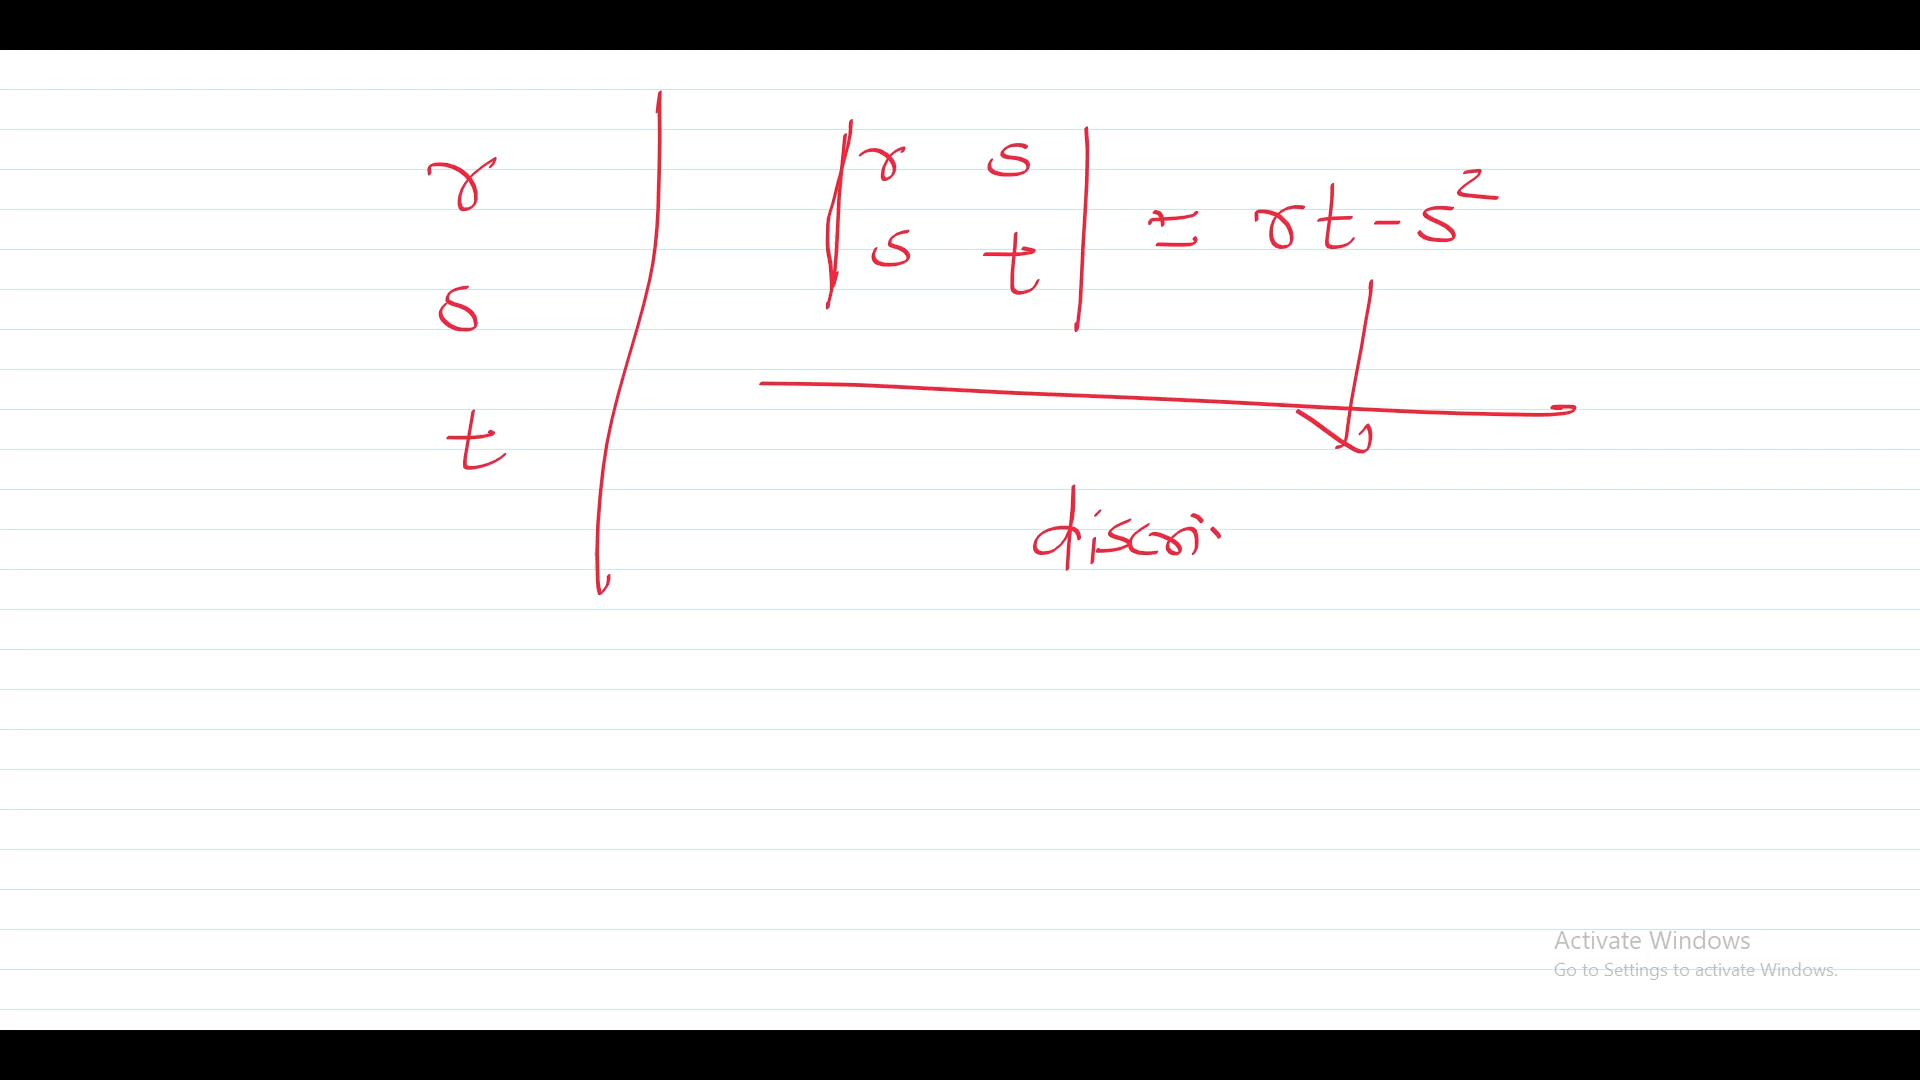 r
s
t
| r s |
| s t | = rt - s²
discri
Activate Windows
Go to Settings to activate Windows.